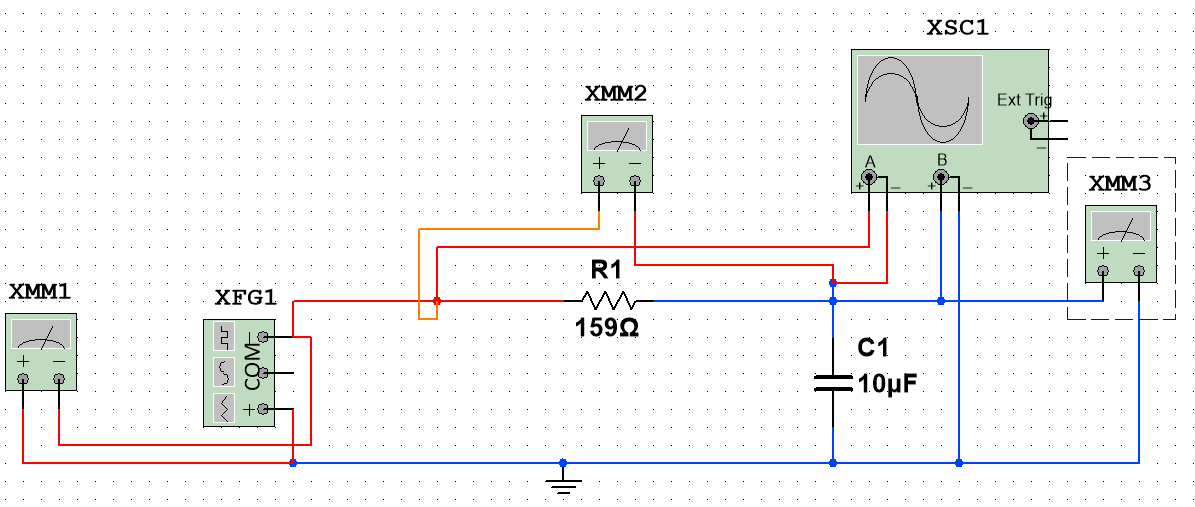 XSC1
Ext Trig
+
−
A
B
+
−
+
−
XMM2
+
−
XMM3
+
−
R1
159Ω
XMM1
+
−
XFG1
−
COM
+
C1
10µF